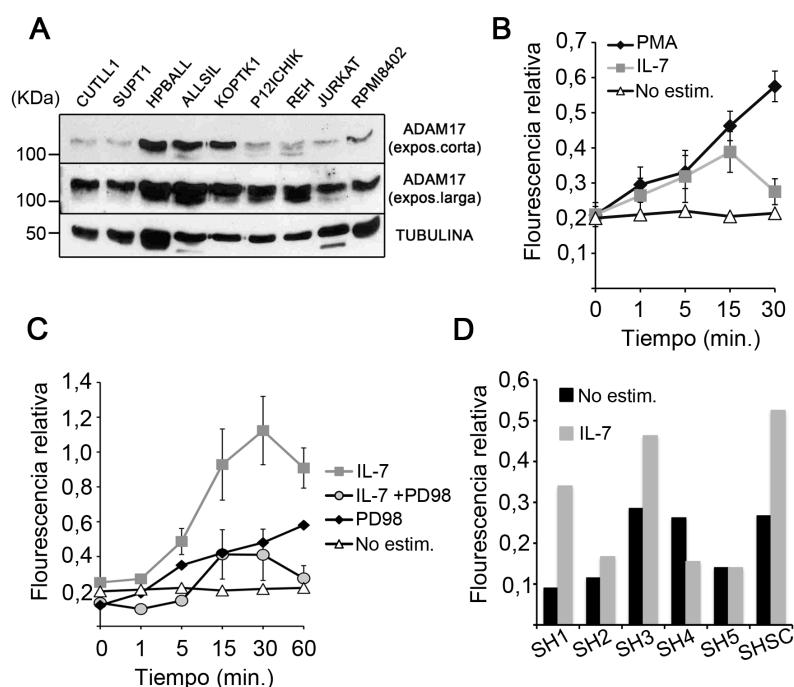 A
CUTLL1 SUPT1 HPBALL ALLSIL KOPTK1 P12ICHIK REH JURKAT RPMI8402
(KDa)
100
ADAM17
(expos.corta)
100
ADAM17
(expos.larga)
50
TUBULINA
B
PMA
IL-7
No estim.
Flourescencia relativa
0,7
0,6
0,5
0,4
0,3
0,2
0,1
0 1 5 15 30
Tiempo (min.)
C
Flourescencia relativa
1,4
1,2
1,0
0,8
0,6
0,4
0,2
0 1 5 15 30 60
Tiempo (min.)
IL-7
IL-7 +PD98
PD98
No estim.
D
Flourescencia relativa
0,6
0,5
0,4
0,3
0,2
0,1
No estim.
IL-7
SH1 SH2 SH3 SH4 SH5 SHSC